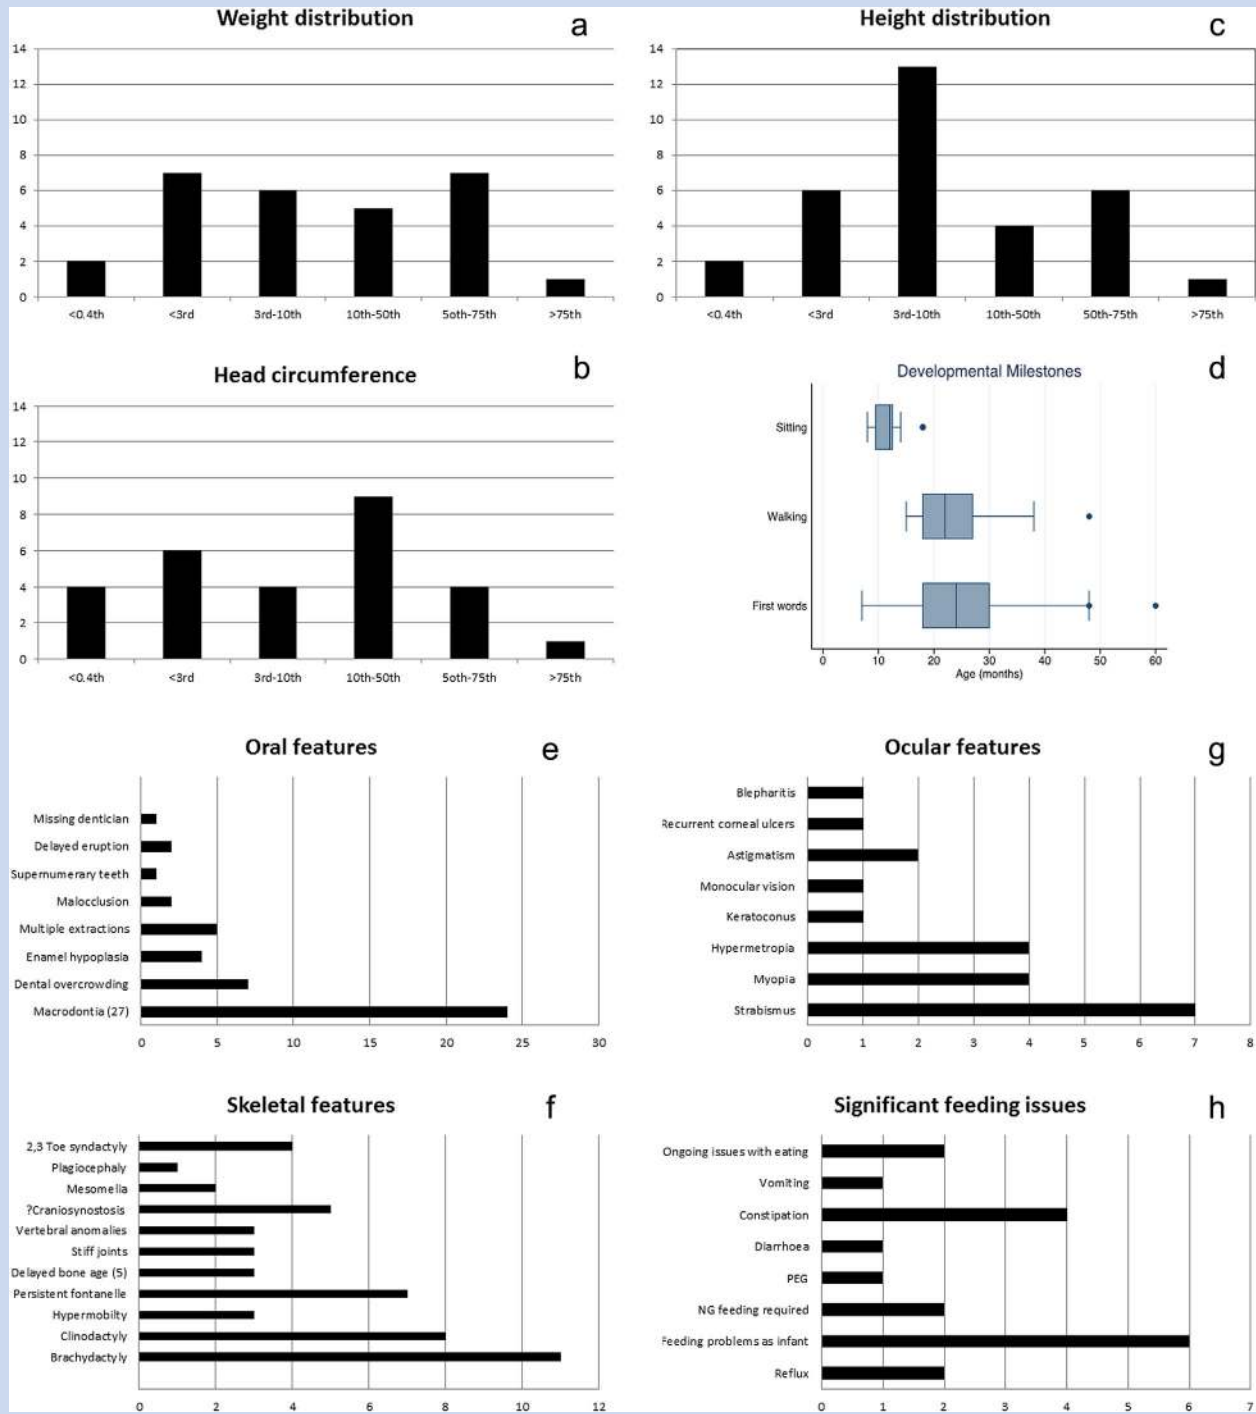 Weight distribution
a
14
12
10
8
6
4
2
0
<0.4th <3rd 3rd-10th 10th-50th 5oth-75th >75th
Height distribution
c
14
12
10
8
6
4
2
0
<0.4th <3rd 3rd-10th 10th-50th 50th-75th >75th
Head circumference
b
14
12
10
8
6
4
2
0
<0.4th <3rd 3rd-10th 10th-50th 5oth-75th >75th
Developmental Milestones
d
Sitting
Walking
First words
0 10 20 30 40 50 60
Age (months)
Oral features
e
Missing dentician
Delayed eruption
Supernumerary teeth
Malocclusion
Multiple extractions
Enamel hypoplasia
Dental overcrowding
Macrodontia (27)
0 5 10 15 20 25 30
Ocular features
g
Blepharitis
Recurrent corneal ulcers
Astigmatism
Monocular vision
Keratoconus
Hypermetropia
Myopia
Strabismus
0 1 2 3 4 5 6 7 8
Skeletal features
f
2,3 Toe syndactyly
Plagiocephaly
Mesomelia
?Craniosynostosis
Vertebral anomalies
Stiff joints
Delayed bone age (5)
Persistent fontanelle
Hypermobilty
Clinodactyly
Brachydactyly
0 2 4 6 8 10 12
Significant feeding issues
h
Ongoing issues with eating
Vomiting
Constipation
Diarrhoea
PEG
NG feeding required
Feeding problems as infant
Reflux
0 1 2 3 4 5 6 7